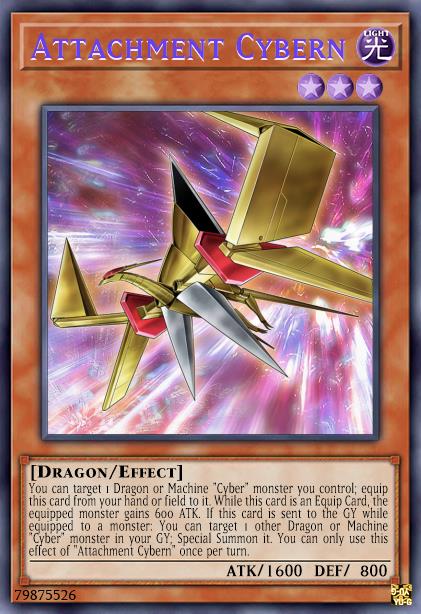 ATTACHMENT CYBERN
LIGHT
光
[DRAGON/EFFECT]
You can target 1 Dragon or Machine "Cyber" monster you control; equip
this card from your hand or field to it. While this card is an Equip Card, the
equipped monster gains 600 ATK. If this card is sent to the GY while
equipped to a monster: You can target 1 other Dragon or Machine
"Cyber" monster in your GY; Special Summon it. You can only use this
effect of "Attachment Cybern" once per turn.
ATK/1600 DEF/ 800
79875526